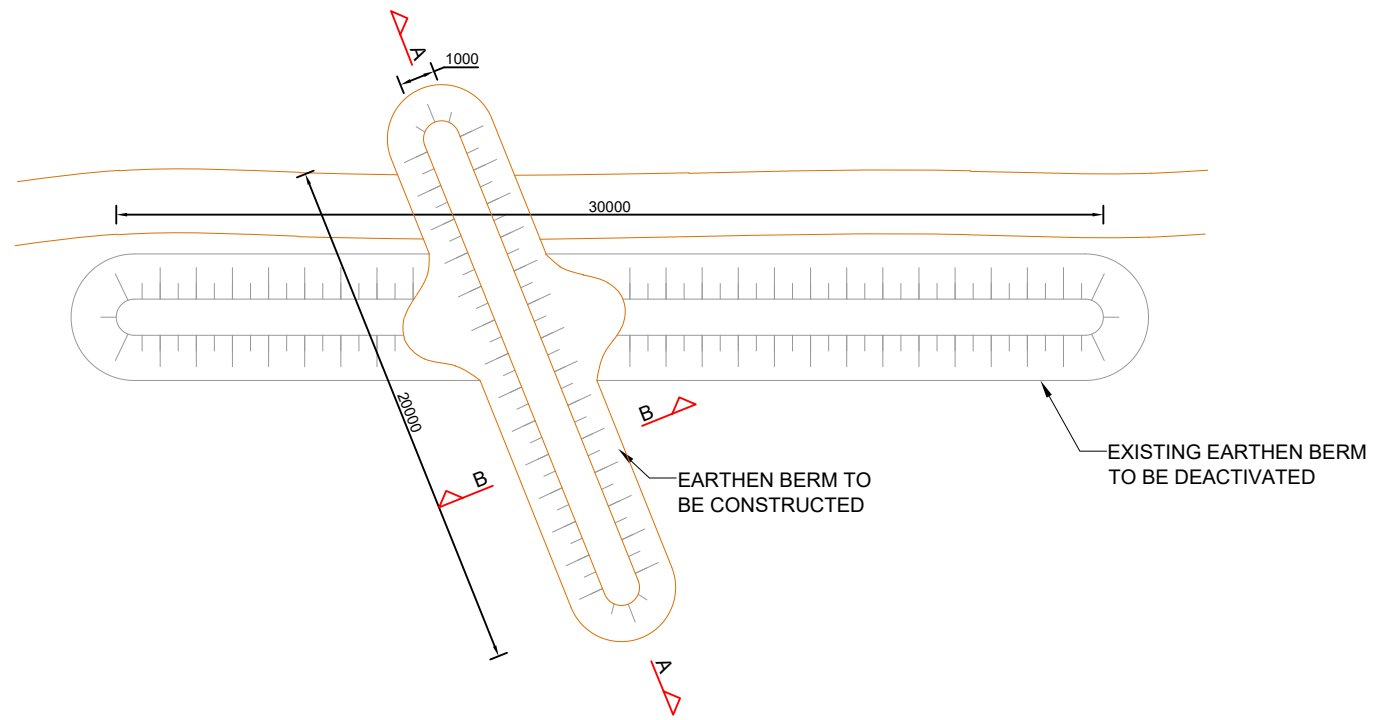 A
1000
30000
20000
B
B
EARTHEN BERM TO
BE CONSTRUCTED
EXISTING EARTHEN BERM
TO BE DEACTIVATED
A